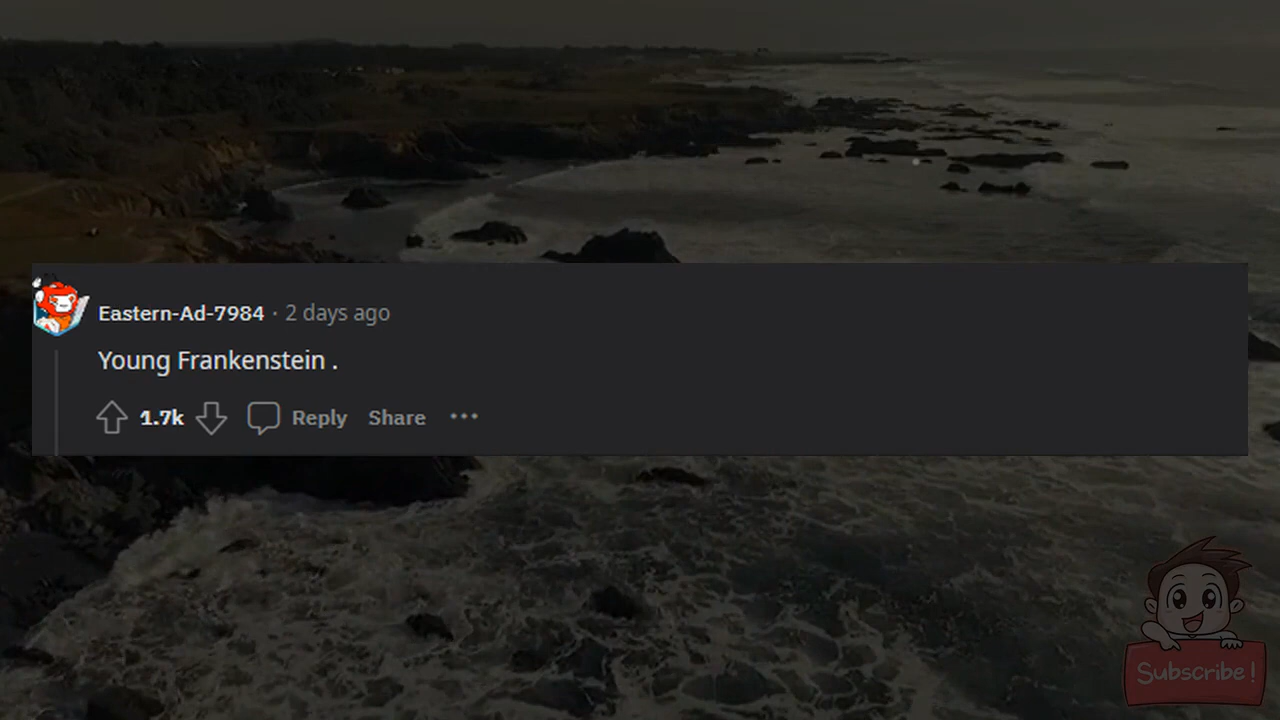 Eastern-Ad-7984 · 2 days ago
Young Frankenstein .
1.7k Reply Share ···
Subscribe!